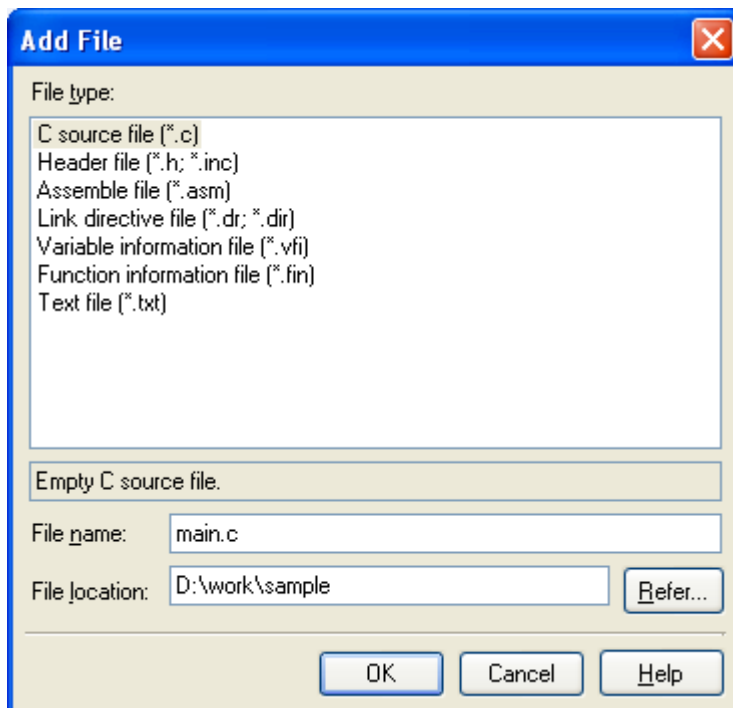 Add File
File type:
C source file (*.c)
Header file (*.h; *.inc)
Assemble file (*.asm)
Link directive file (*.dr; *.dir)
Variable information file (*.vfi)
Function information file (*.fin)
Text file (*.txt)
Empty C source file.
File name: main.c
File location: D:\work\sample Refer...
OK Cancel Help